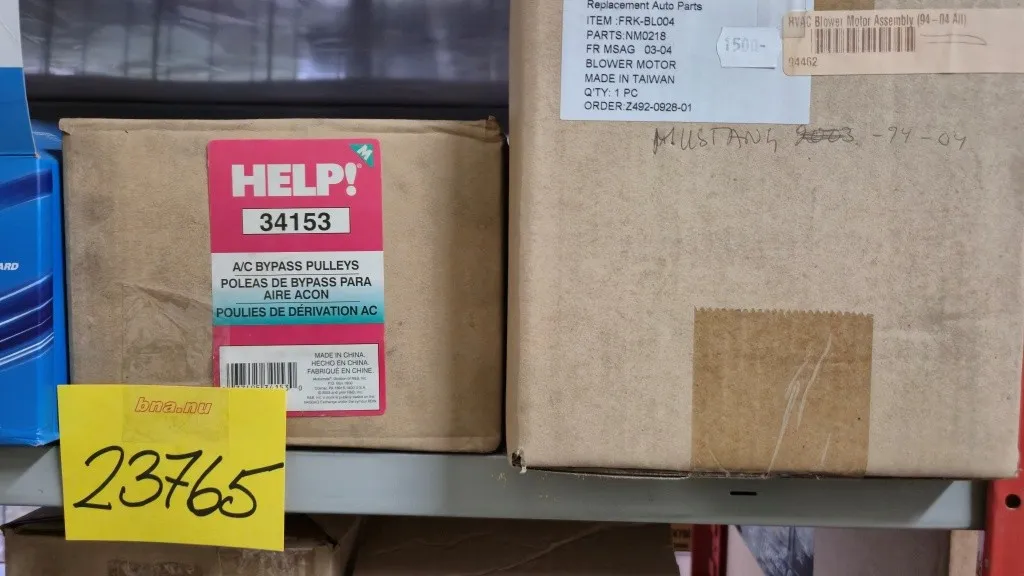 ARD
HELP!
34153
A/C BYPASS PULLEYS
POLEAS DE BYPASS PARA
AIRE ACON
POULIES DE DÉRIVATION AC
MADE IN CHINA.
HECHO EN CHINA.
FABRIQUÉ EN CHINE.
bna.nu
23765
Replacement Auto Parts
ITEM :FRK-BL004
PARTS:NM0218
FR MSAG 03-04
BLOWER MOTOR
MADE IN TAIWAN
Q'TY: 1 PC
ORDER:Z492-0928-01
1500-
HVAC Blower Motor Assembly (94-04 All)
94462
MUSTANG 2003 -94-04